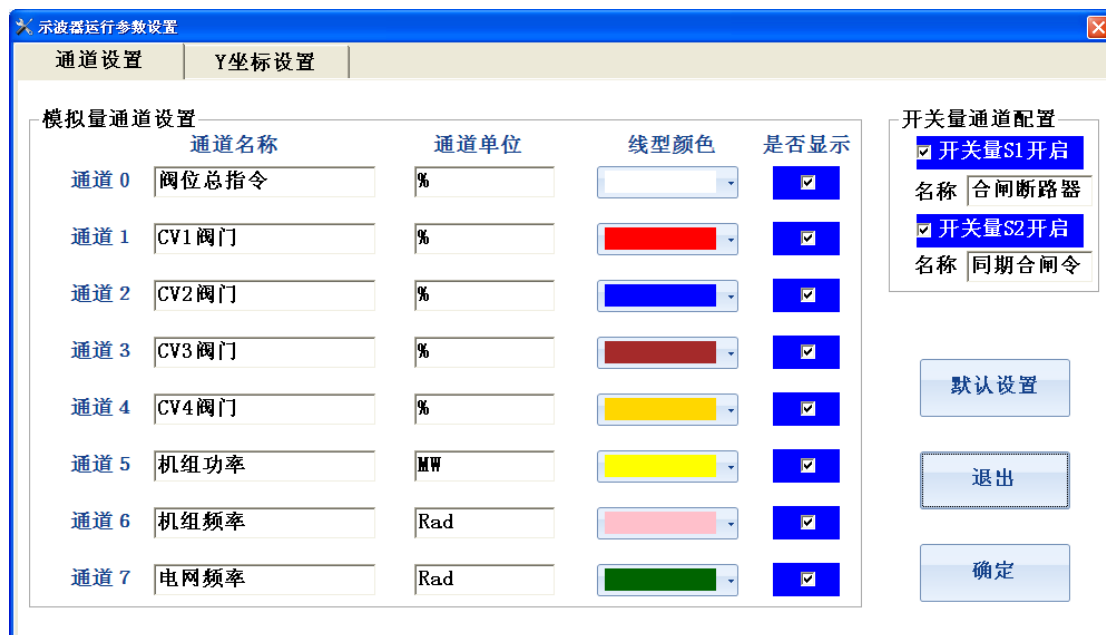 示波器运行参数设置
通道设置 Y坐标设置
模拟量通道设置
通道名称 通道单位 线型颜色 是否显示
通道 0 阀位总指令 %
通道 1 CV1阀门 %
通道 2 CV2阀门 %
通道 3 CV3阀门 %
通道 4 CV4阀门 %
通道 5 机组功率 MW
通道 6 机组频率 Rad
通道 7 电网频率 Rad
开关量通道配置
开关量S1开启
名称 合闸断路器
开关量S2开启
名称 同期合闸令
默认设置
退出
确定